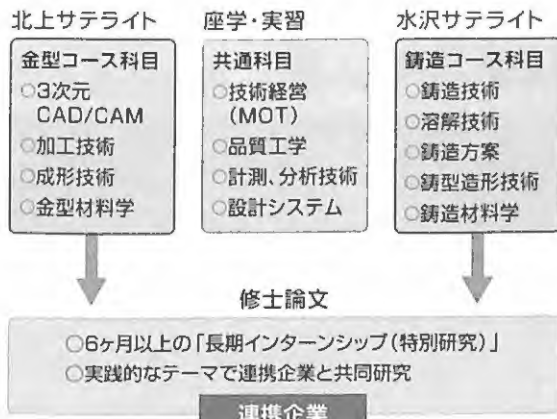 北上サテライト
金型コース科目
○3次元
CAD/CAM
○加工技術
○成形技術
○金型材料学
座学・実習
共通科目
○技術経営
(MOT)
○品質工学
○計測、分析技術
○設計システム
水沢サテライト
鋳造コース科目
○鋳造技術
○溶解技術
○鋳造方案
○鋳型造形技術
○鋳造材料学
修士論文
○6ヶ月以上の「長期インターンシップ(特別研究)」
○実践的なテーマで連携企業と共同研究
連携企業